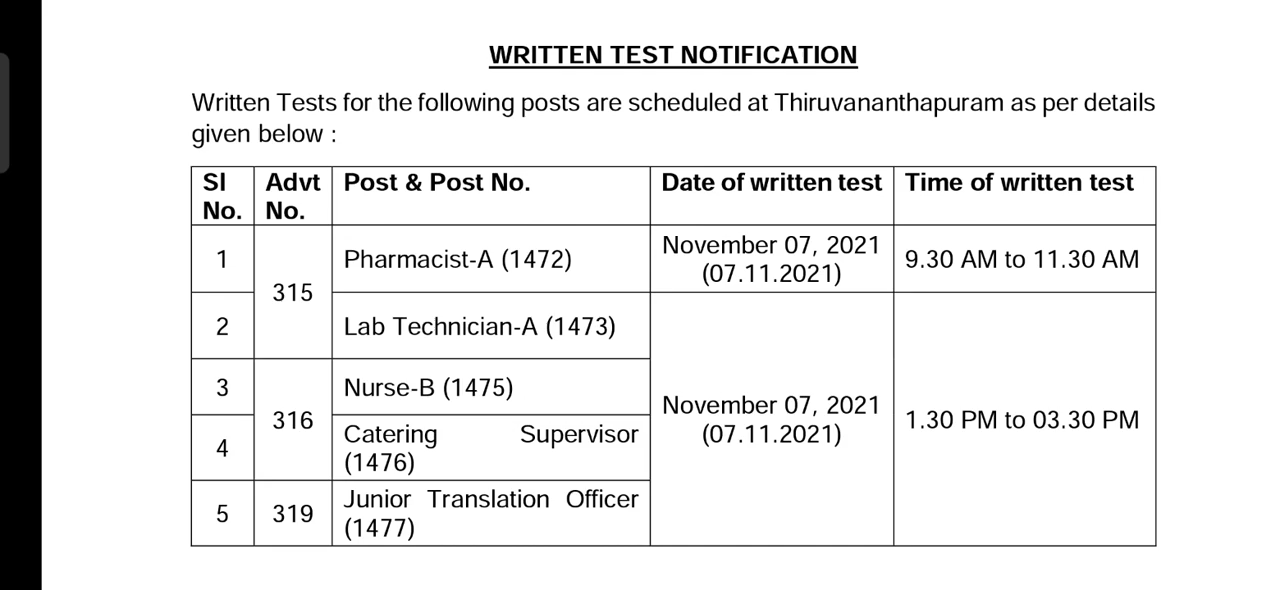 WRITTEN TEST NOTIFICATION
Written Tests for the following posts are scheduled at Thiruvananthapuram as per details
given below :
Sl No. Advt No. Post & Post No. Date of written test Time of written test
1 315 Pharmacist-A (1472) November 07, 2021 (07.11.2021) 9.30 AM to 11.30 AM
2 Lab Technician-A (1473) November 07, 2021 (07.11.2021) 1.30 PM to 03.30 PM
3 316 Nurse-B (1475)
4 Catering Supervisor (1476)
5 319 Junior Translation Officer (1477)